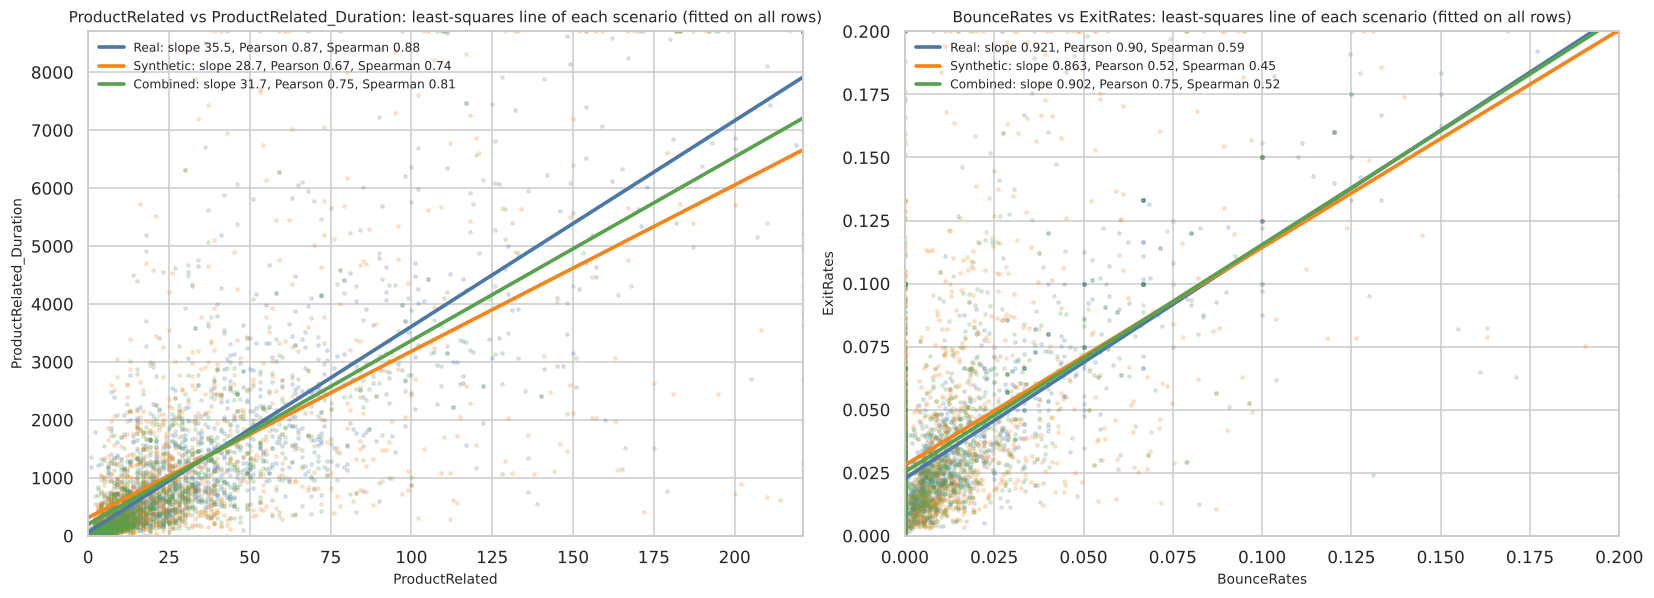 ProductRelated vs ProductRelated_Duration: least-squares line of each scenario (fitted on all rows)
Real: slope 35.5, Pearson 0.87, Spearman 0.88
Synthetic: slope 28.7, Pearson 0.67, Spearman 0.74
Combined: slope 31.7, Pearson 0.75, Spearman 0.81
ProductRelated_Duration
8000
7000
6000
5000
4000
3000
2000
1000
0
0 25 50 75 100 125 150 175 200
ProductRelated
BounceRates vs ExitRates: least-squares line of each scenario (fitted on all rows)
Real: slope 0.921, Pearson 0.90, Spearman 0.59
Synthetic: slope 0.863, Pearson 0.52, Spearman 0.45
Combined: slope 0.902, Pearson 0.75, Spearman 0.52
ExitRates
0.200
0.175
0.150
0.125
0.100
0.075
0.050
0.025
0.000
0.000 0.025 0.050 0.075 0.100 0.125 0.150 0.175 0.200
BounceRates